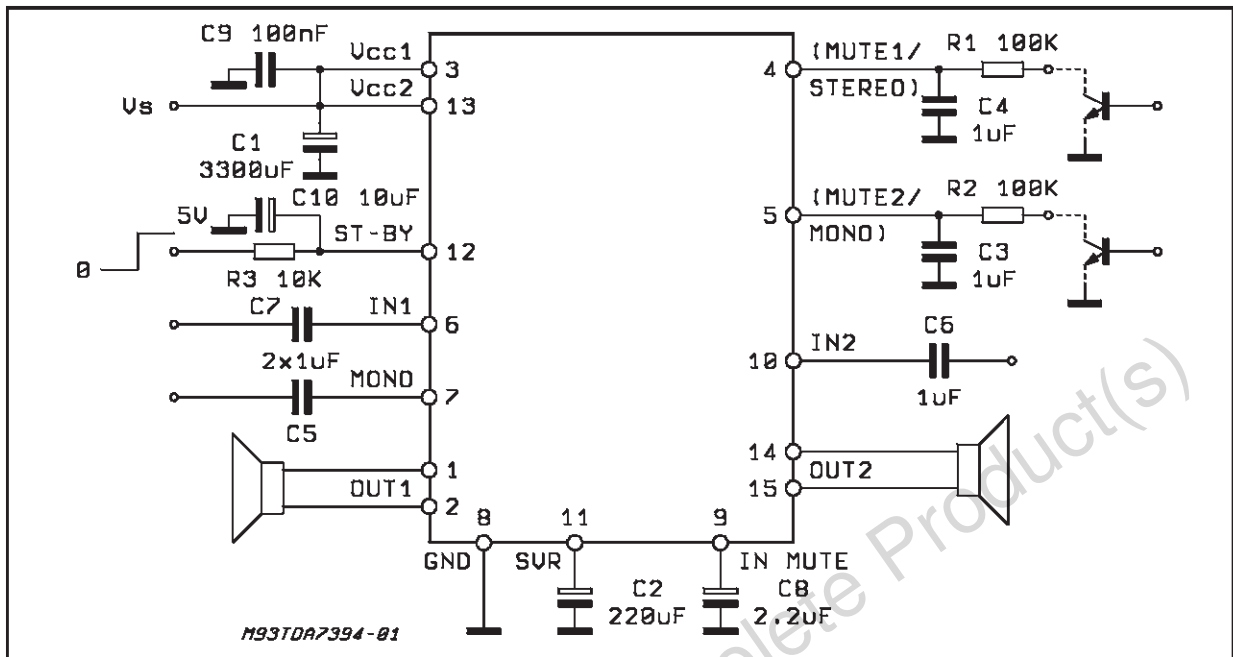 C9 100nF
Vcc1
3
Vcc2
Vs
13
C1
3300uF
C10 10uF
5V
0
ST-BY
12
R3 10K
C7
IN1
6
2x1uF
MONO
7
C5
1
OUT1
2
8
GND
11
SVR
9
IN MUTE
C2
220uF
C8
2.2uF
4
(MUTE1/
STEREO)
R1 100K
C4
1uF
5
(MUTE2/
MONO)
R2 100K
C3
1uF
10
IN2
C6
1uF
14
OUT2
15
M93TDA7394-01
lete Product(s)